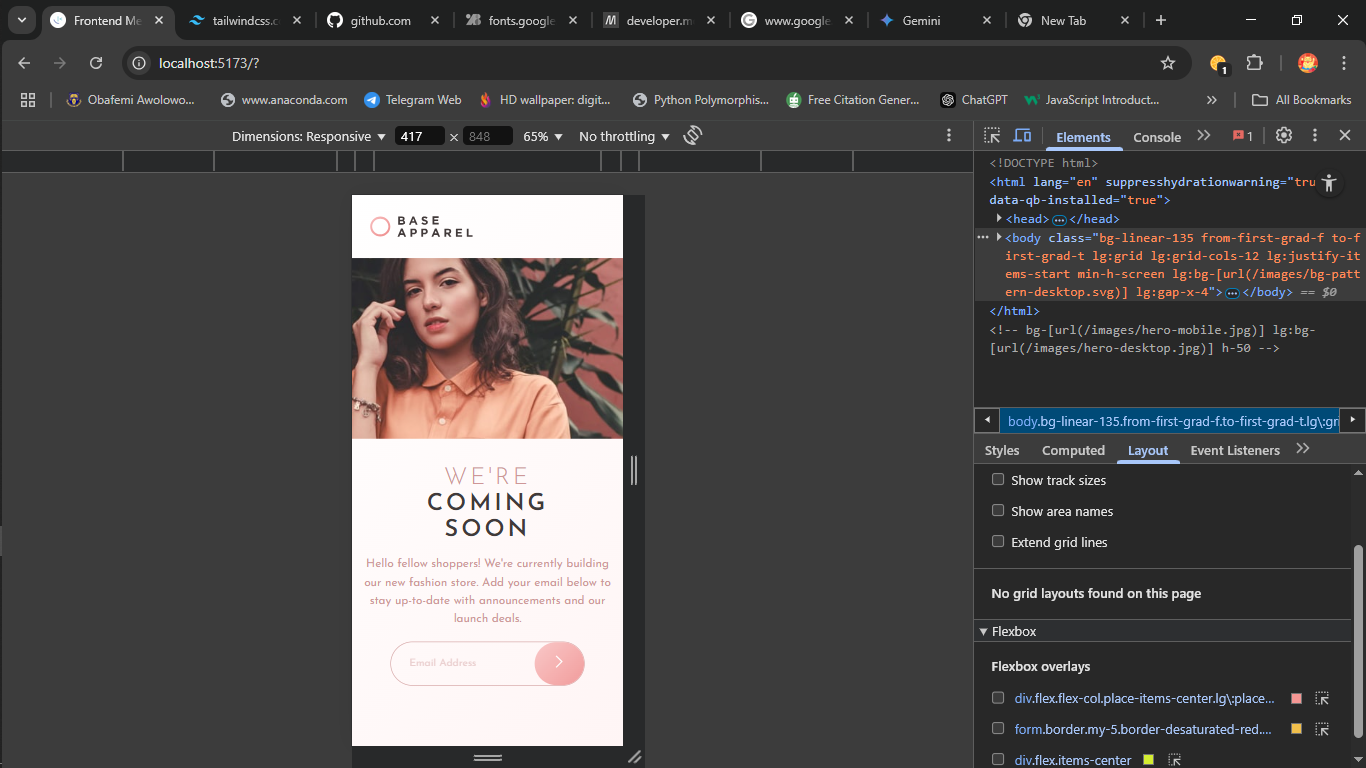 Frontend Me
tailwindcss.c
github.com
fonts.google
developer.m
www.google
Gemini
New Tab
localhost:5173/?
1
Obafemi Awolowo...
www.anaconda.com
Telegram Web
HD wallpaper: digit...
Python Polymorphis...
Free Citation Gener...
ChatGPT
JavaScript Introduct...
»
All Bookmarks
Dimensions: Responsive 417 × 848 65% No throttling
BASE
APPAREL
WE'RE
COMING
SOON
Hello fellow shoppers! We're currently building
our new fashion store. Add your email below to
stay up-to-date with announcements and our
launch deals.
Email Address
Elements Console » 1
<!DOCTYPE html>
<html lang="en" suppresshydrationwarning="tru
data-qb-installed="true">
<head>…</head>
<body class="bg-linear-135 from-first-grad-f to-f
irst-grad-t lg:grid lg:grid-cols-12 lg:justify-it
ems-start min-h-screen lg:bg-[url(/images/bg-patt
ern-desktop.svg)] lg:gap-x-4">…</body> == $0
</html>
<!-- bg-[url(/images/hero-mobile.jpg)] lg:bg-
[url(/images/hero-desktop.jpg)] h-50 -->
body.bg-linear-135.from-first-grad-f.to-first-grad-t.lg\:gri
Styles Computed Layout Event Listeners »
Show track sizes
Show area names
Extend grid lines
No grid layouts found on this page
Flexbox
Flexbox overlays
div.flex.flex-col.place-items-center.lg\:place...
form.border.my-5.border-desaturated-red....
div.flex.items-center